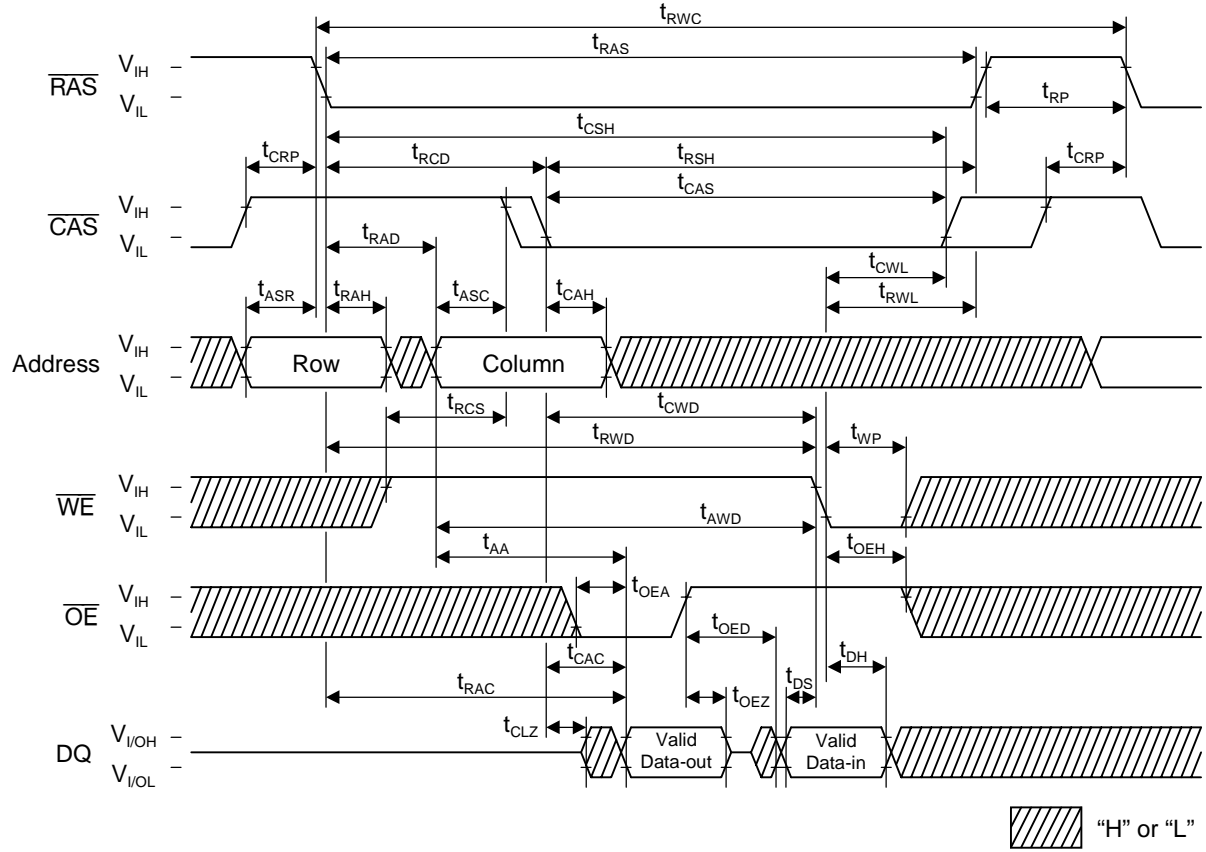 tRWC
tRAS
RAS
VIH
VIL
tRP
tCSH
tCRP
tRCD
tRSH
tCRP
tCAS
CAS
VIH
VIL
tRAD
tCWL
tASR
tRAH
tASC
tCAH
tRWL
Address
VIH
VIL
Row
Column
tRCS
tCWD
tRWD
tWP
WE
VIH
VIL
tAWD
tAA
tOEH
OE
VIH
VIL
tOEA
tOED
tCAC
tDH
tRAC
tOEZ
tDS
tCLZ
DQ
VI/OH
VI/OL
Valid
Data-out
Valid
Data-in
“H” or “L”